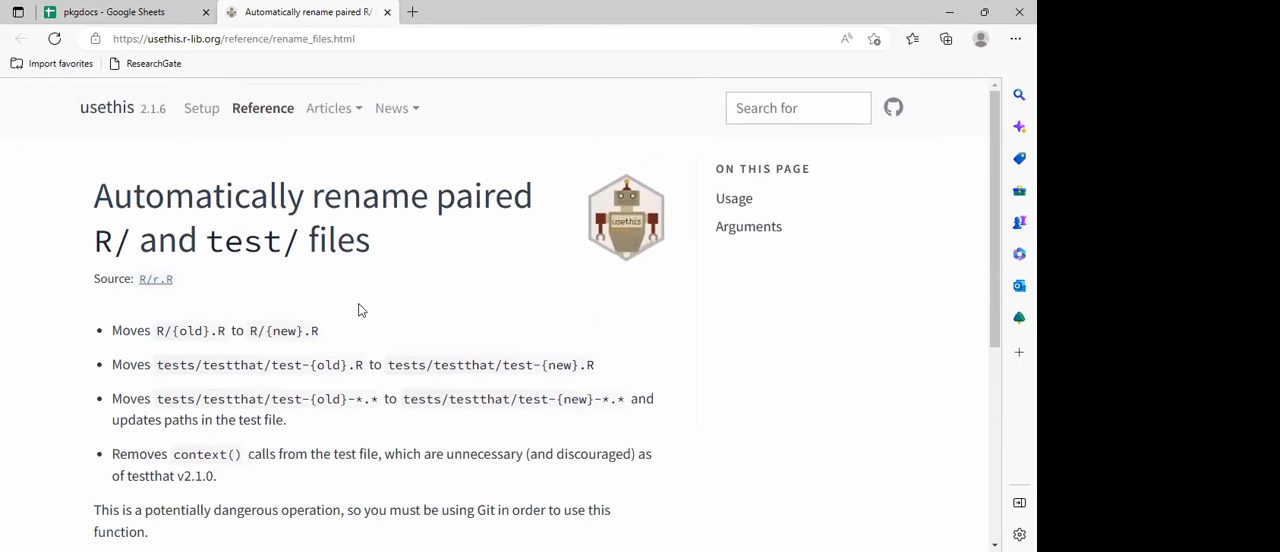 pkgdocs - Google Sheets
Automatically rename paired R/
https://usethis.r-lib.org/reference/rename_files.html
Import favorites
ResearchGate
usethis 2.1.6 Setup Reference Articles News
Search for
Automatically rename paired
R/ and test/ files
usethis
Source: R/r.R
ON THIS PAGE
Usage
Arguments
Moves R/{old}.R to R/{new}.R
Moves tests/testthat/test-{old}.R to tests/testthat/test-{new}.R
Moves tests/testthat/test-{old}-*.* to tests/testthat/test-{new}-*.* and
updates paths in the test file.
Removes context() calls from the test file, which are unnecessary (and discouraged) as
of testthat v2.1.0.
This is a potentially dangerous operation, so you must be using Git in order to use this
function.